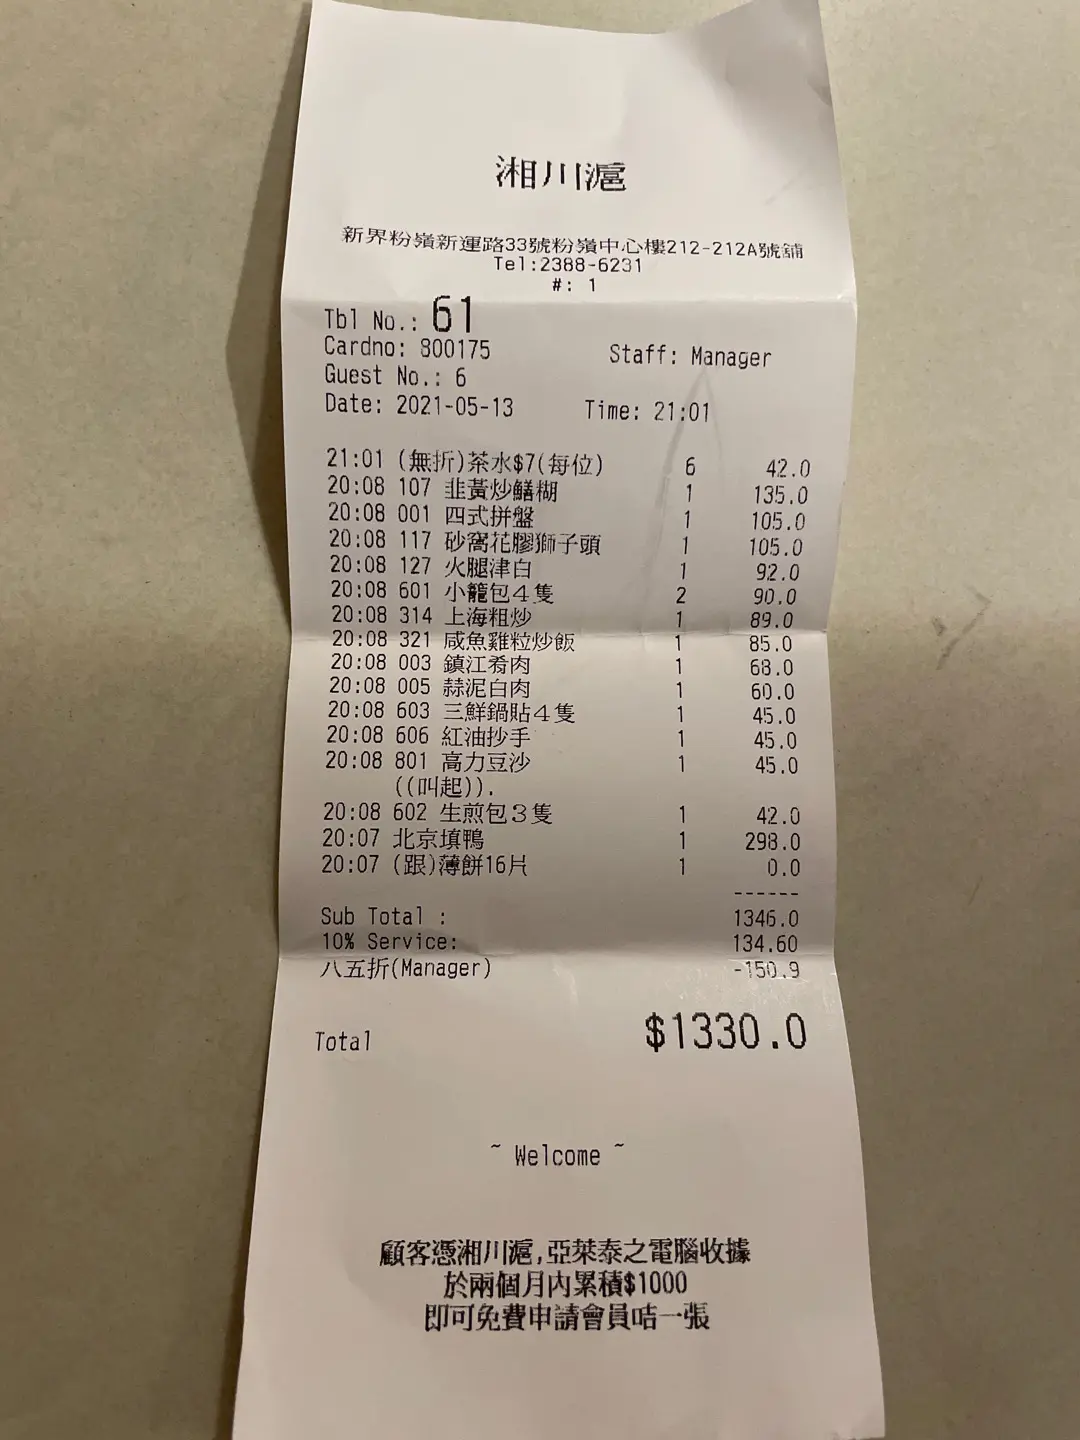 湘川滬
新界粉嶺新運路33號粉嶺中心樓212-212A號舖
Tel:2388-6231
#: 1
Tbl No.: 61
Cardno: 800175 Staff: Manager
Guest No.: 6
Date: 2021-05-13 Time: 21:01
21:01 (無折)茶水$7(每位) 6 42.0
20:08 107 韭黃炒鱔糊 1 135.0
20:08 001 四式拼盤 1 105.0
20:08 117 砂窩花膠獅子頭 1 105.0
20:08 127 火腿津白 1 92.0
20:08 601 小籠包4隻 2 90.0
20:08 314 上海粗炒 1 89.0
20:08 321 咸魚雞粒炒飯 1 85.0
20:08 003 鎮江肴肉 1 68.0
20:08 005 蒜泥白肉 1 60.0
20:08 603 三鮮鍋貼4隻 1 45.0
20:08 606 紅油抄手 1 45.0
20:08 801 高力豆沙 1 45.0
((叫起)).
20:08 602 生煎包3隻 1 42.0
20:07 北京填鴨 1 298.0
20:07 (跟)薄餅16片 1 0.0
------
Sub Total : 1346.0
10% Service: 134.60
八五折(Manager) -150.9
Total $1330.0
~ Welcome ~
顧客憑湘川滬,亞萊泰之電腦收據
於兩個月內累積$1000
即可免費申請會員咭一張